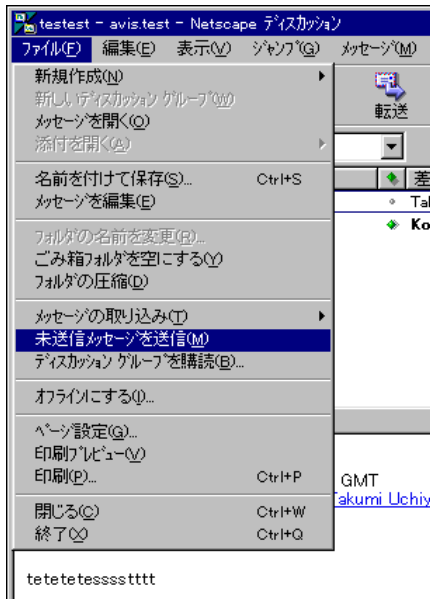 testest - avis.test - Netscape ディスカッション
ファイル(F) 編集(E) 表示(V) ジャンプ(G) メッセージ(M)
新規作成(N)
新しいディスカッション グループ(W)
メッセージを開く(O)
添付を開く(A)
転送
名前を付けて保存(S)... Ctrl+S
メッセージを編集(E)
差
Tal
Ko
フォルダの名前を変更(R)...
ごみ箱フォルダを空にする(Y)
フォルダの圧縮(D)
メッセージの取り込み(T)
未送信メッセージを送信(M)
ディスカッション グループを購読(B)...
オフラインにする(I)...
ページ設定(G)...
印刷プレビュー(V)
印刷(P)... Ctrl+P
GMT
閉じる(C) Ctrl+W
Takumi Uchiy
終了(X) Ctrl+Q
tetetetesssstttt